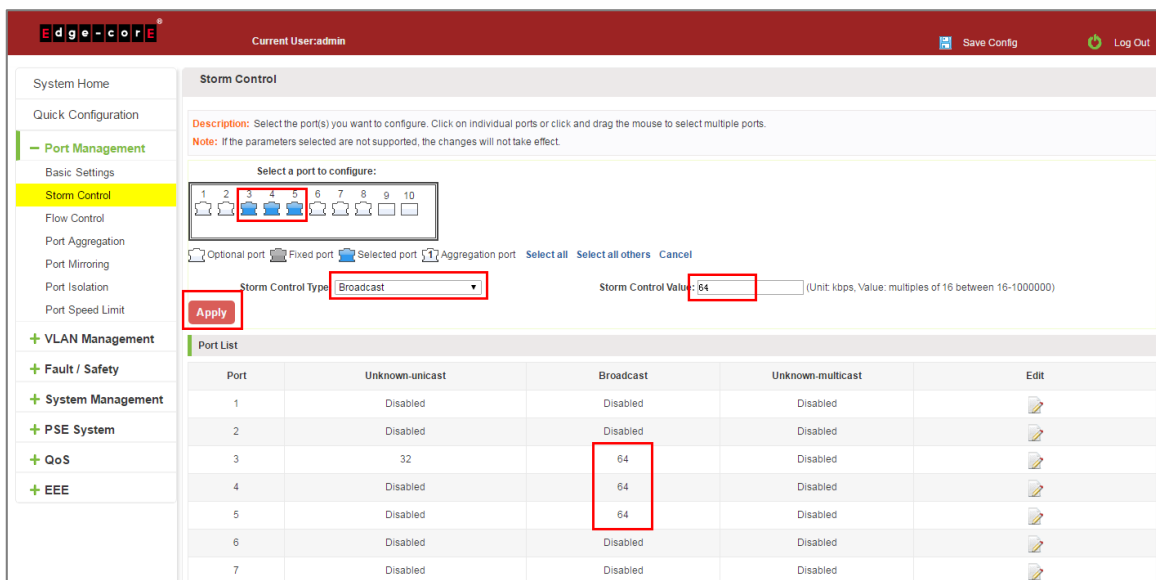 Edge-corE®
Current User:admin
Save Config
Log Out
System Home
Quick Configuration
− Port Management
Basic Settings
Storm Control
Flow Control
Port Aggregation
Port Mirroring
Port Isolation
Port Speed Limit
+ VLAN Management
+ Fault / Safety
+ System Management
+ PSE System
+ QoS
+ EEE
Storm Control
Description: Select the port(s) you want to configure. Click on individual ports or click and drag the mouse to select multiple ports.
Note: If the parameters selected are not supported, the changes will not take effect.
Select a port to configure:
1 2 3 4 5 6 7 8 9 10
Optional port Fixed port Selected port 1 Aggregation port Select all Select all others Cancel
Storm Control Type: Broadcast Storm Control Value: 64 (Unit: kbps, Value: multiples of 16 between 16-1000000)
Apply
Port List
Port Unknown-unicast Broadcast Unknown-multicast Edit
1 Disabled Disabled Disabled
2 Disabled Disabled Disabled
3 32 64 Disabled
4 Disabled 64 Disabled
5 Disabled 64 Disabled
6 Disabled Disabled Disabled
7 Disabled Disabled Disabled